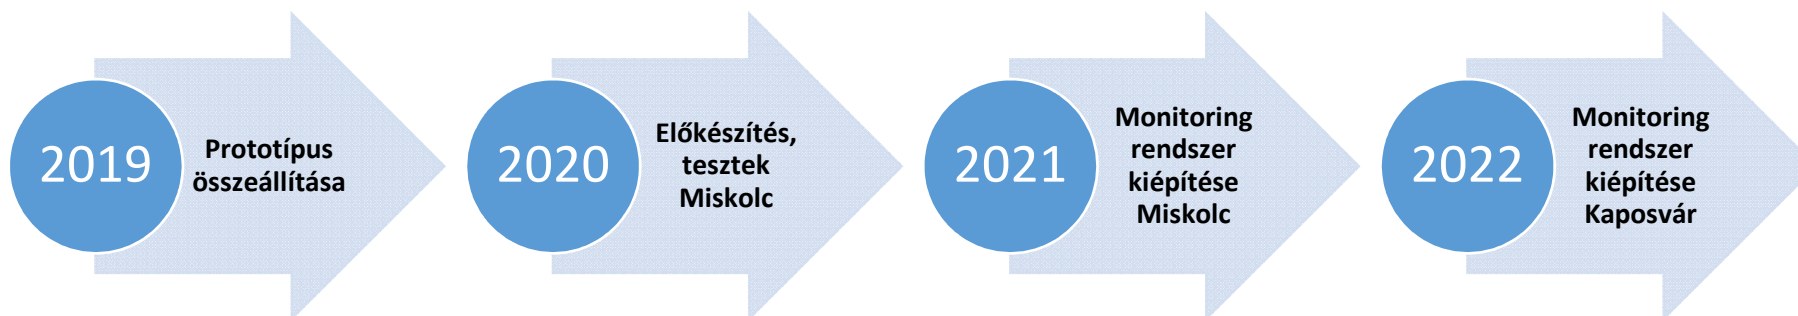 2019
Prototípus
összeállítása
2020
Előkészítés,
tesztek
Miskolc
2021
Monitoring
rendszer
kiépítése
Miskolc
2022
Monitoring
rendszer
kiépítése
Kaposvár